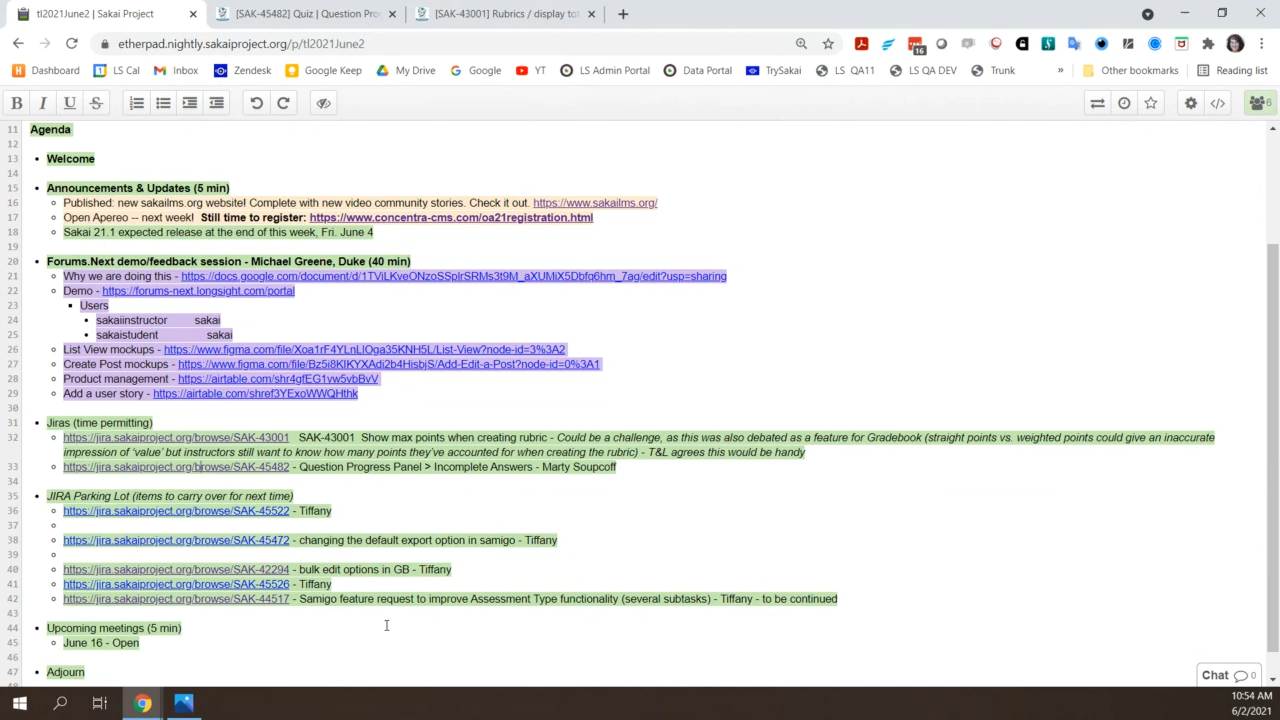 tl2021June2 | Sakai Project
[SAK-45482] Quiz | Question Pro
[SAK-43001] Rubrics / display tot
etherpad.nightly.sakaiproject.org/p/tl2021June2
16
Dashboard
LS Cal
Inbox
Zendesk
Google Keep
My Drive
Google
YT
LS Admin Portal
Data Portal
TrySakai
LS QA11
LS QA DEV
Trunk
»
Other bookmarks
Reading list
B I U S
6
11 Agenda
12
13 • Welcome
14
15 • Announcements & Updates (5 min)
16 Published: new sakailms.org website! Complete with new video community stories. Check it out. https://www.sakailms.org/
17 Open Apereo -- next week! Still time to register: https://www.concentra-cms.com/oa21registration.html
18 Sakai 21.1 expected release at the end of this week, Fri. June 4
19
20 • Forums.Next demo/feedback session - Michael Greene, Duke (40 min)
21 Why we are doing this - https://docs.google.com/document/d/1TViLKveONzoSSplrSRMs3t9M_aXUMiX5Dbfq6hm_7ag/edit?usp=sharing
22 Demo - https://forums-next.longsight.com/portal
23 Users
24 • sakaiinstructor sakai
25 • sakaistudent sakai
26 List View mockups - https://www.figma.com/file/Xoa1rF4YLnLIOga35KNH5L/List-View?node-id=3%3A2
27 Create Post mockups - https://www.figma.com/file/Bz5i8KIKYXAdi2b4HisbjS/Add-Edit-a-Post?node-id=0%3A1
28 Product management - https://airtable.com/shr4gfEG1vw5vbBvV
29 Add a user story - https://airtable.com/shref3YExoWWQHthk
30
31 • Jiras (time permitting)
32 https://jira.sakaiproject.org/browse/SAK-43001 SAK-43001 Show max points when creating rubric - Could be a challenge, as this was also debated as a feature for Gradebook (straight points vs. weighted points could give an inaccurate
impression of ‘value’ but instructors still want to know how many points they’ve accounted for when creating the rubric) - T&L agrees this would be handy
33 https://jira.sakaiproject.org/browse/SAK-45482 - Question Progress Panel > Incomplete Answers - Marty Soupcoff
34
35 • JIRA Parking Lot (items to carry over for next time)
36 https://jira.sakaiproject.org/browse/SAK-45522 - Tiffany
37
38 https://jira.sakaiproject.org/browse/SAK-45472 - changing the default export option in samigo - Tiffany
39
40 https://jira.sakaiproject.org/browse/SAK-42294 - bulk edit options in GB - Tiffany
41 https://jira.sakaiproject.org/browse/SAK-45526 - Tiffany
42 https://jira.sakaiproject.org/browse/SAK-44517 - Samigo feature request to improve Assessment Type functionality (several subtasks) - Tiffany - to be continued
43
44 • Upcoming meetings (5 min)
45 June 16 - Open
46
47 • Adjourn
Chat 0
10:54 AM
6/2/2021